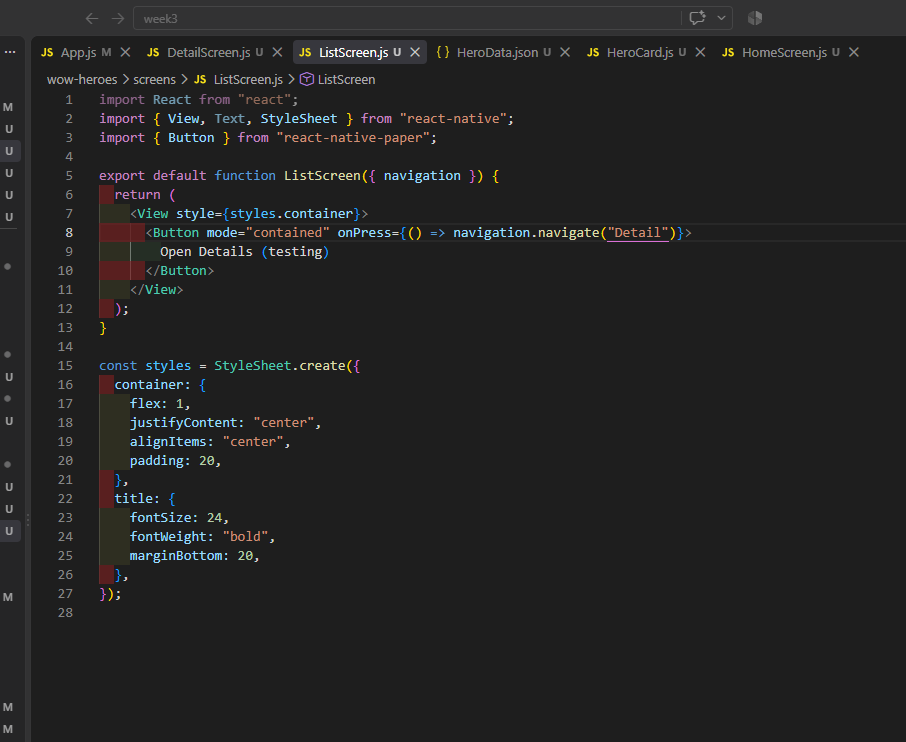 week3
... JS App.js M JS DetailScreen.js U JS ListScreen.js U {} HeroData.json U JS HeroCard.js U JS HomeScreen.js U
wow-heroes > screens > JS ListScreen.js > ListScreen
M
U
U
U
U
U
U
U
U
U
U
M
M
M
1 import React from "react";
2 import { View, Text, StyleSheet } from "react-native";
3 import { Button } from "react-native-paper";
4
5 export default function ListScreen({ navigation }) {
6   return (
7     <View style={styles.container}>
8       <Button mode="contained" onPress={() => navigation.navigate("Detail")}>
9         Open Details (testing)
10       </Button>
11     </View>
12   );
13 }
14
15 const styles = StyleSheet.create({
16   container: {
17     flex: 1,
18     justifyContent: "center",
19     alignItems: "center",
20     padding: 20,
21   },
22   title: {
23     fontSize: 24,
24     fontWeight: "bold",
25     marginBottom: 20,
26   },
27 });
28